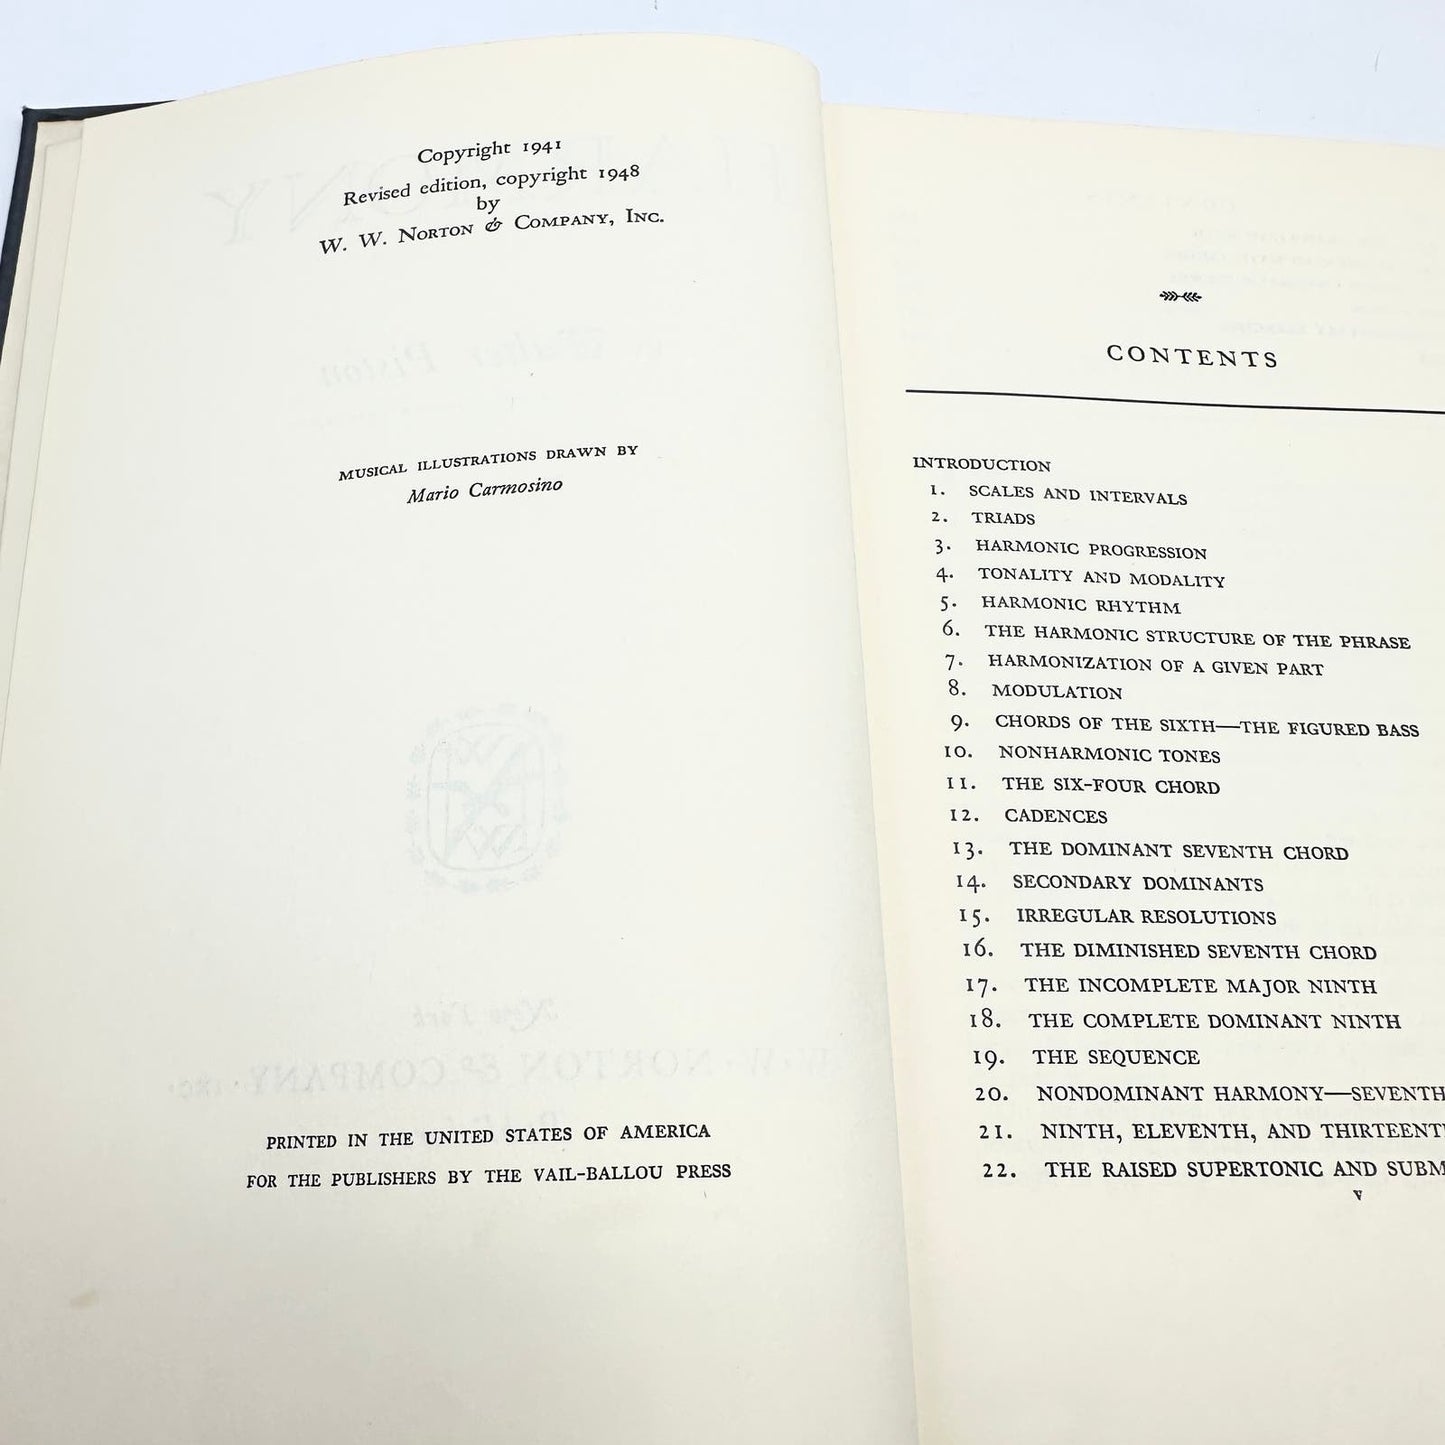 Copyright 1941
Revised edition, copyright 1948
by
W. W. NORTON & COMPANY, INC.
MUSICAL ILLUSTRATIONS DRAWN BY
Mario Carmosino
PRINTED IN THE UNITED STATES OF AMERICA
FOR THE PUBLISHERS BY THE VAIL-BALLOU PRESS
CONTENTS
INTRODUCTION
1. SCALES AND INTERVALS
2. TRIADS
3. HARMONIC PROGRESSION
4. TONALITY AND MODALITY
5. HARMONIC RHYTHM
6. THE HARMONIC STRUCTURE OF THE PHRASE
7. HARMONIZATION OF A GIVEN PART
8. MODULATION
9. CHORDS OF THE SIXTH—THE FIGURED BASS
10. NONHARMONIC TONES
11. THE SIX-FOUR CHORD
12. CADENCES
13. THE DOMINANT SEVENTH CHORD
14. SECONDARY DOMINANTS
15. IRREGULAR RESOLUTIONS
16. THE DIMINISHED SEVENTH CHORD
17. THE INCOMPLETE MAJOR NINTH
18. THE COMPLETE DOMINANT NINTH
19. THE SEQUENCE
20. NONDOMINANT HARMONY—SEVENTH
21. NINTH, ELEVENTH, AND THIRTEENT
22. THE RAISED SUPERTONIC AND SUBM
v